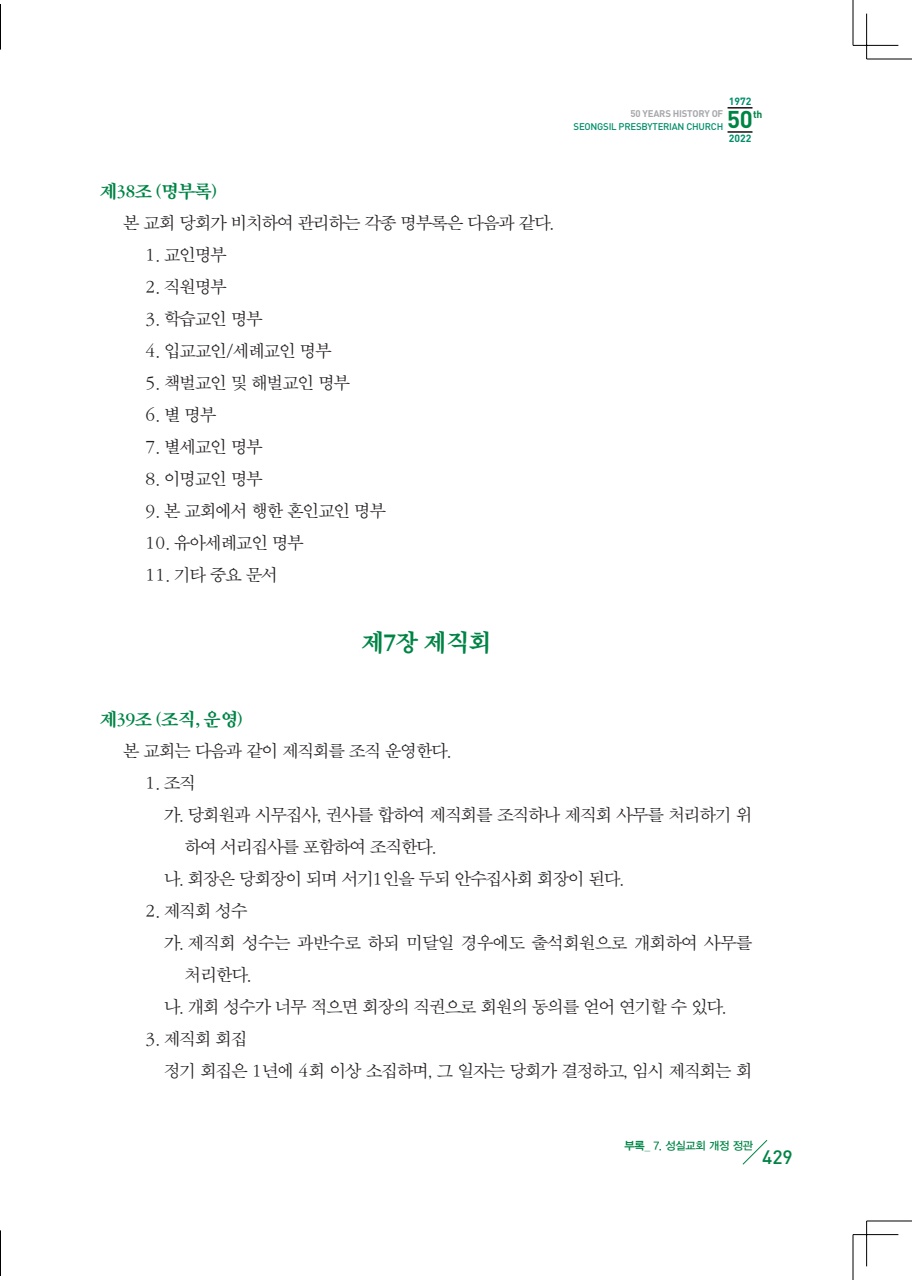 1972
50 YEARS HISTORY OF
SEONGSIL PRESBYTERIAN CHURCH
50th
2022
제38조 (명부록)
본 교회 당회가 비치하여 관리하는 각종 명부록은 다음과 같다.
1. 교인명부
2. 직원명부
3. 학습교인 명부
4. 입교교인/세례교인 명부
5. 책벌교인 및 해벌교인 명부
6. 별 명부
7. 별세교인 명부
8. 이명교인 명부
9. 본 교회에서 행한 혼인교인 명부
10. 유아세례교인 명부
11. 기타 중요 문서
제7장 제직회
제39조 (조직, 운영)
본 교회는 다음과 같이 제직회를 조직 운영한다.
1. 조직
가. 당회원과 시무집사, 권사를 합하여 제직회를 조직하나 제직회 사무를 처리하기 위
하여 서리집사를 포함하여 조직한다.
나. 회장은 당회장이 되며 서기1인을 두되 안수집사회 회장이 된다.
2. 제직회 성수
가. 제직회 성수는 과반수로 하되 미달일 경우에도 출석회원으로 개회하여 사무를
처리한다.
나. 개회 성수가 너무 적으면 회장의 직권으로 회원의 동의를 얻어 연기할 수 있다.
3. 제직회 회집
정기 회집은 1년에 4회 이상 소집하며, 그 일자는 당회가 결정하고, 임시 제직회는 회
부록_ 7. 성실교회 개정 정관
429